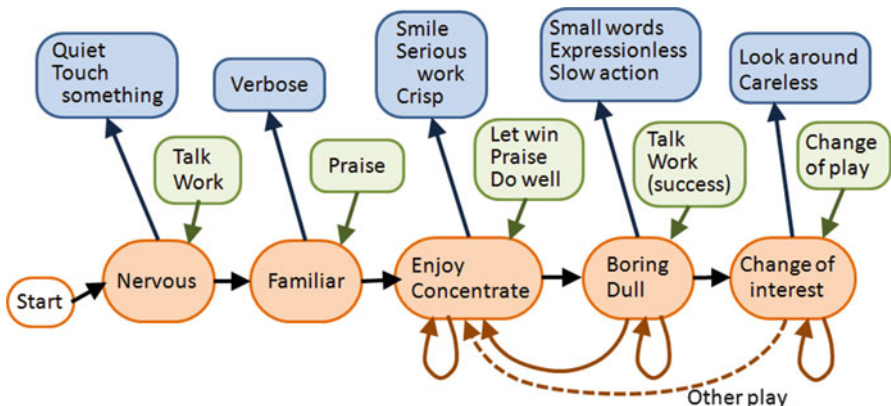 Quiet
Touch
something
Verbose
Smile
Serious
work
Crisp
Small words
Expressionless
Slow action
Look around
Careless
Talk
Work
Praise
Let win
Praise
Do well
Talk
Work
(success)
Change
of play
Start
Nervous
Familiar
Enjoy
Concentrate
Boring
Dull
Change of
interest
Other play